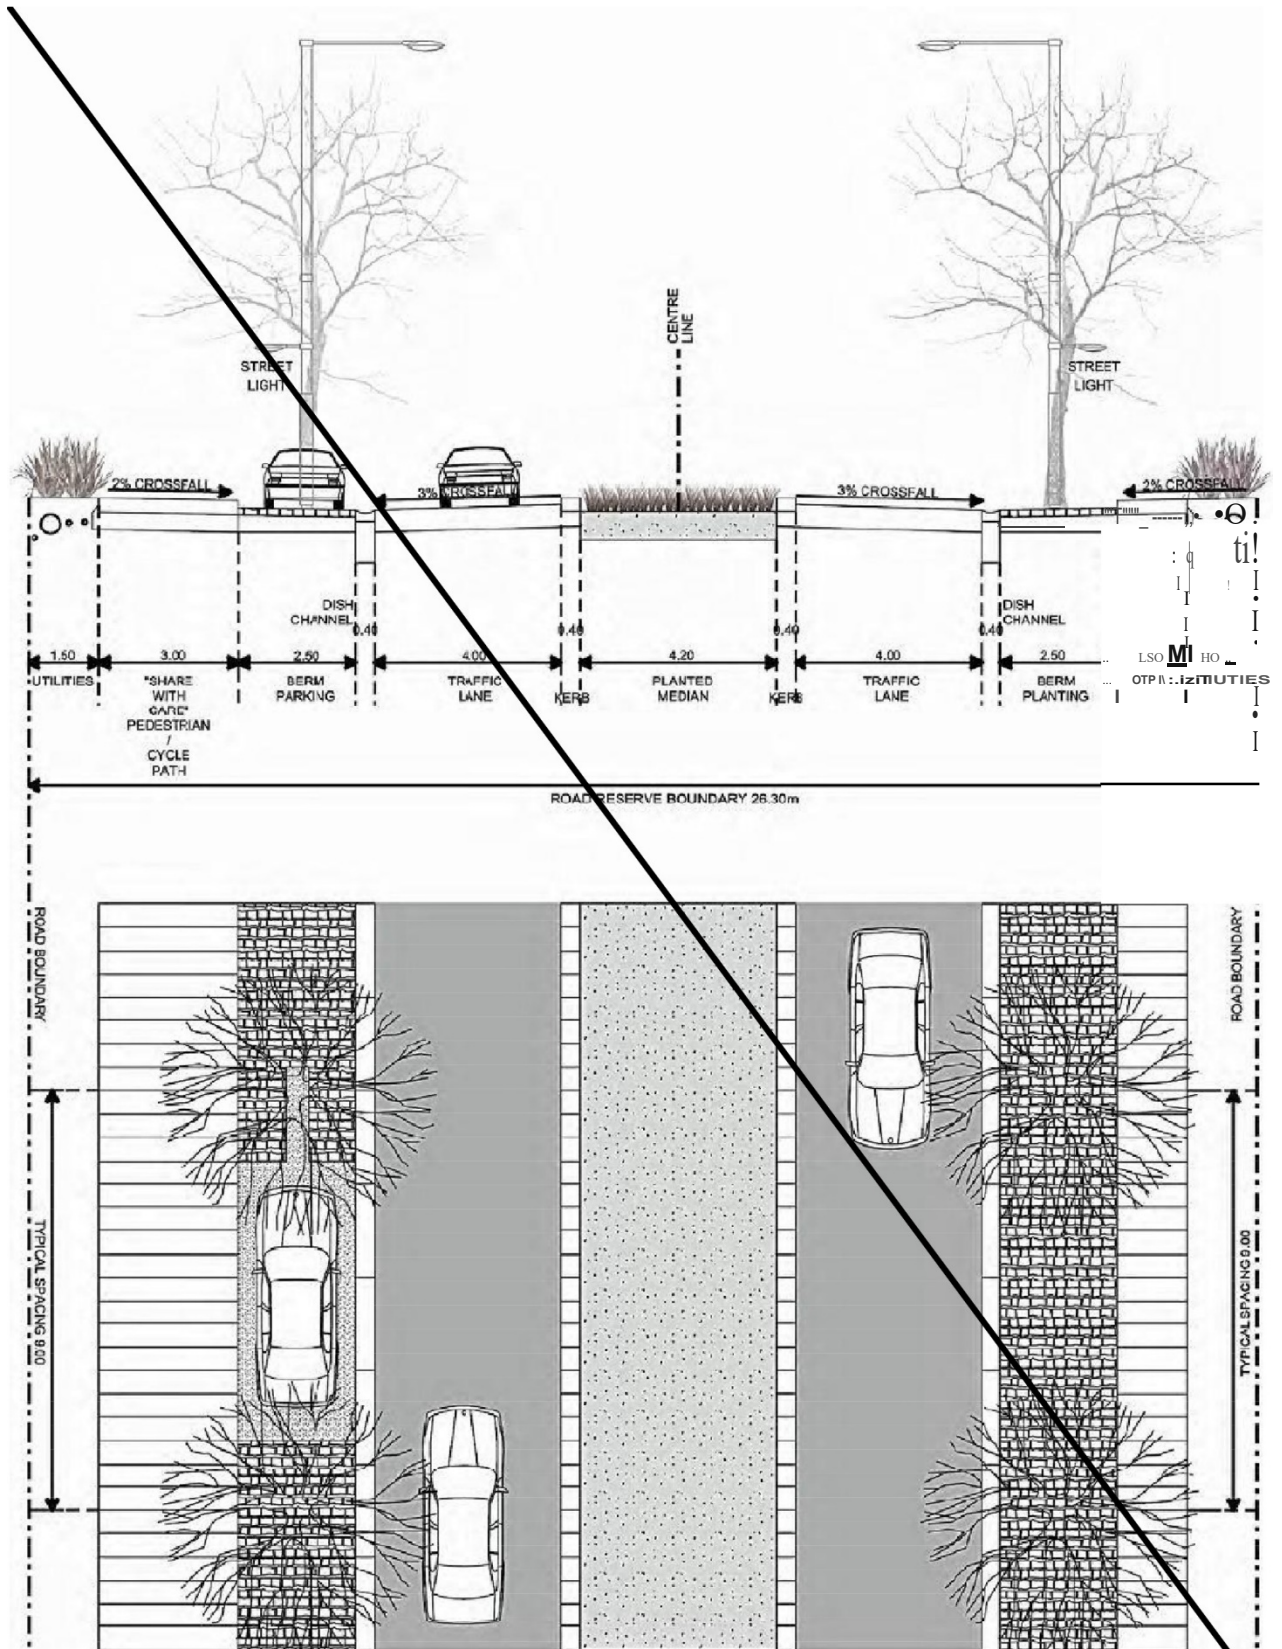 CENTRE
LINE
STREET
LIGHT
STREET
LIGHT
2% CROSSFALL
3% CROSSFALL
3% CROSSFALL
2% CROSSFALL
DISH
CHANNEL
DISH
CHANNEL
0.40
0.40
0.40
0.40
1.50
3.00
2.50
4.00
4.20
4.00
2.50
UTILITIES
"SHARE
WITH
CARE"
PEDESTRIAN
/
CYCLE
PATH
BERM
PARKING
TRAFFIC
LANE
KERB
PLANTED
MEDIAN
KERB
TRAFFIC
LANE
BERM
PLANTING
ROAD RESERVE BOUNDARY 26.30m
ROAD BOUNDARY
ROAD BOUNDARY
TYPICAL SPACING 9.00
TYPICAL SPACING 9.00